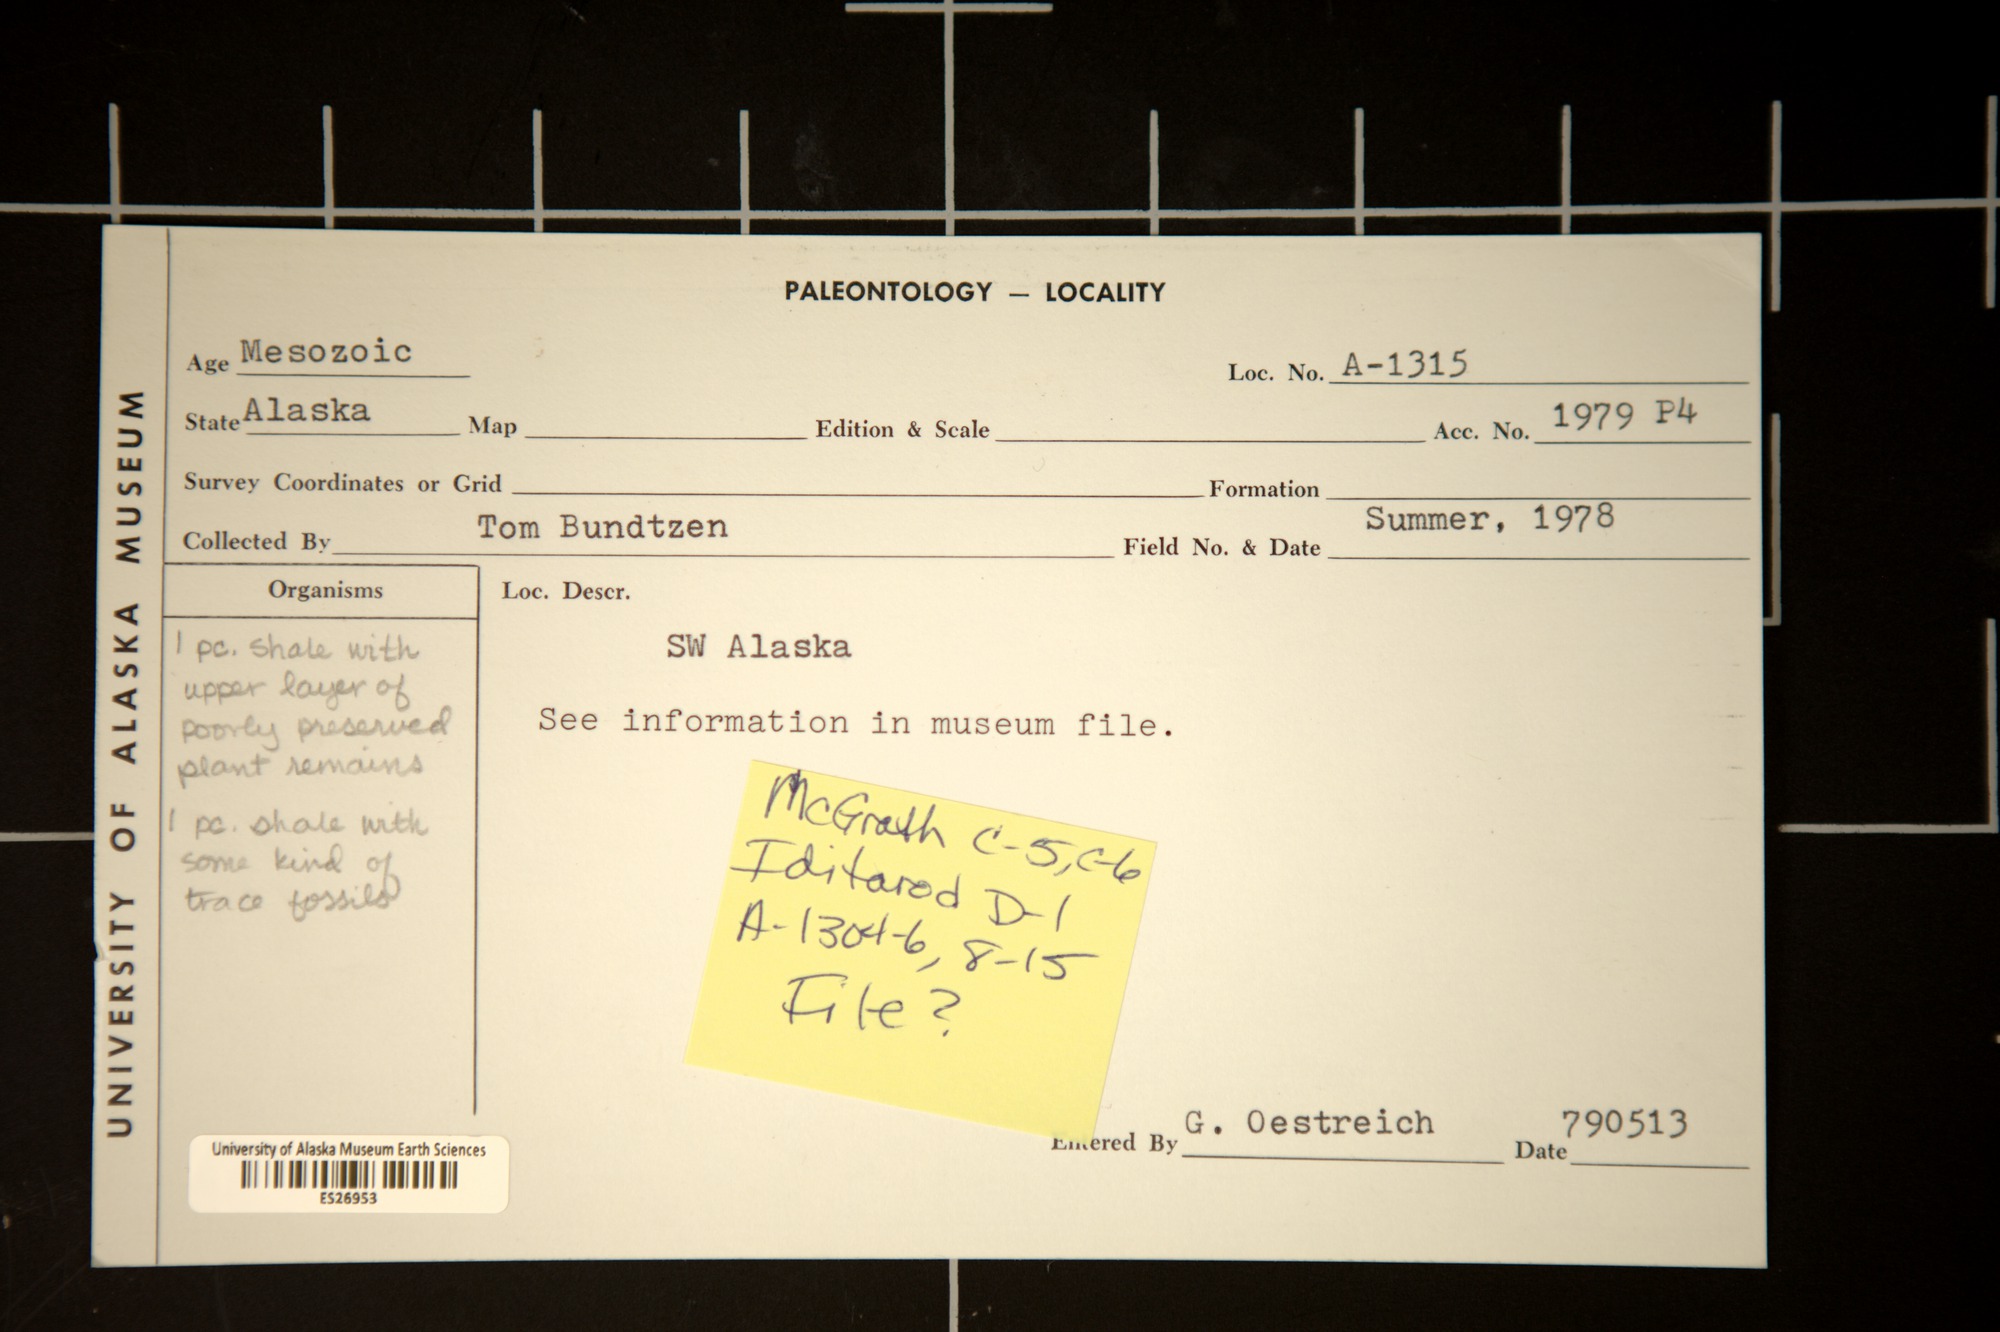 UNIVERSITY OF ALASKA MUSEUM
PALEONTOLOGY — LOCALITY
Age Mesozoic
Loc. No. A-1315
State Alaska Map Edition & Scale Acc. No. 1979 P4
Survey Coordinates or Grid Formation
Collected By Tom Bundtzen Field No. & Date Summer, 1978
Organisms
1 pc. shale with
upper layer of
poorly preserved
plant remains
1 pc. shale with
some kind of
trace fossils
Loc. Descr.
SW Alaska
See information in museum file.
McGrath C-5, C-6
Iditarod D-1
A-1304-6, 8-15
File?
Entered By G. Oestreich Date 790513
University of Alaska Museum Earth Sciences
ES26953